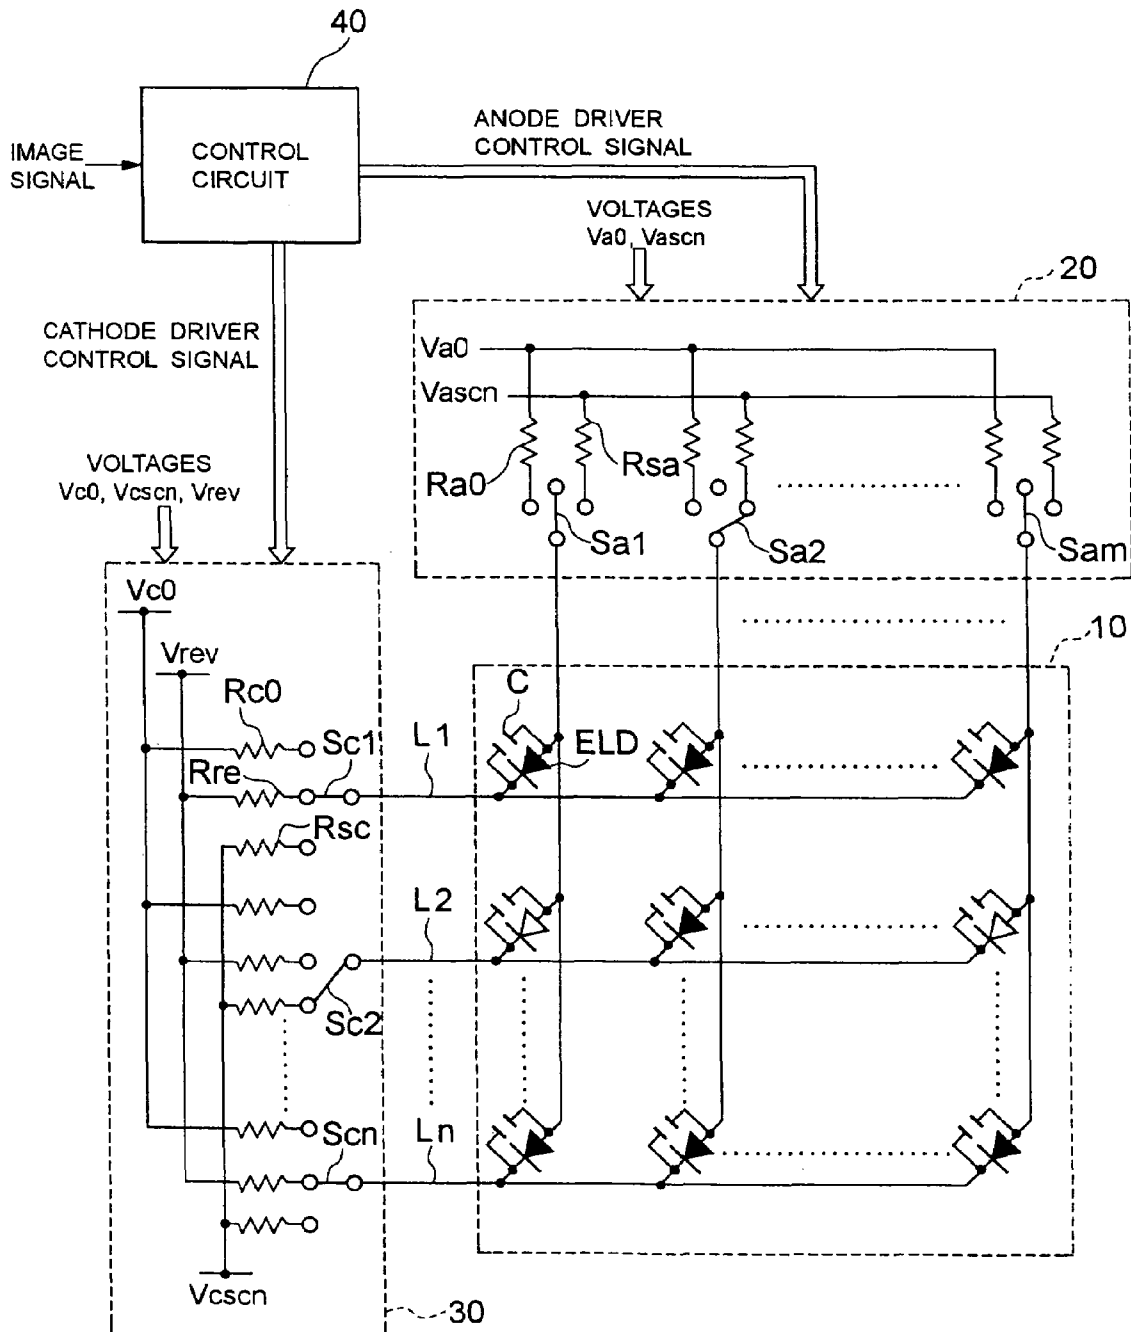 40
IMAGE
SIGNAL
CONTROL
CIRCUIT
ANODE DRIVER
CONTROL SIGNAL
VOLTAGES
Va0, Vascn
20
CATHODE DRIVER
CONTROL SIGNAL
Va0
Vascn
VOLTAGES
Vc0, Vcscn, Vrev
Ra0
Rsa
Sa1
Sa2
Sam
Vc0
10
Vrev
Rc0
C
Sc1
L1
ELD
Rre
Rsc
L2
Sc2
Scn
Ln
Vcscn
30